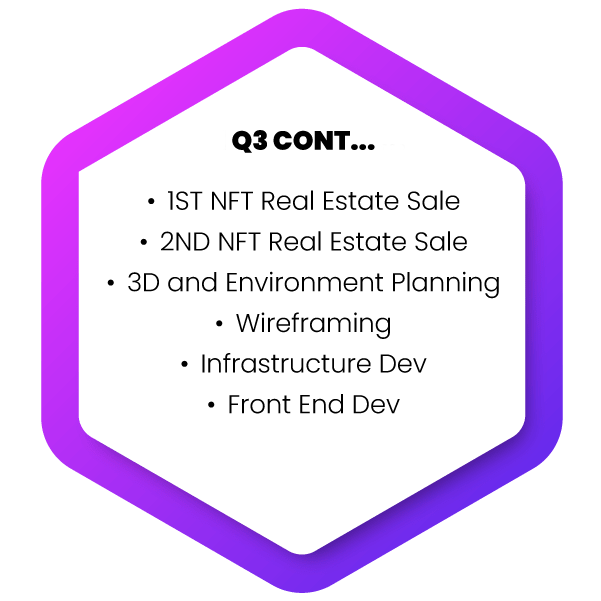 Q3 CONT...
• 1ST NFT Real Estate Sale
• 2ND NFT Real Estate Sale
• 3D and Environment Planning
• Wireframing
• Infrastructure Dev
• Front End Dev